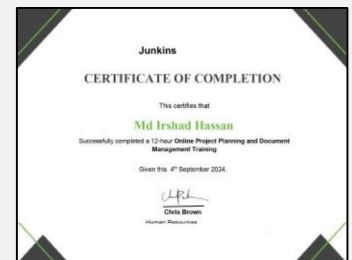 Junkins
CERTIFICATE OF COMPLETION
This certifies that
Md Irshad Hassan
Successfully completed a 12-hour Online Project Planning and Document
Management Training
Given this 4th September 2024.
Chris Brown
Human Resources